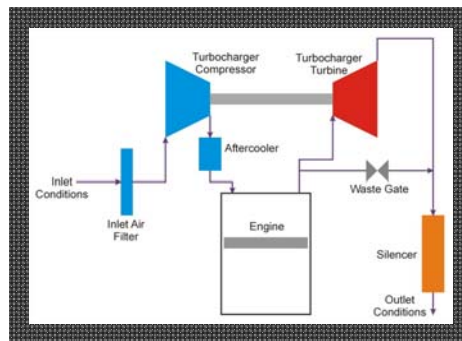 Turbocharger
Compressor
Turbocharger
Turbine
Aftercooler
Inlet
Conditions
Inlet Air
Filter
Waste Gate
Engine
Silencer
Outlet
Conditions